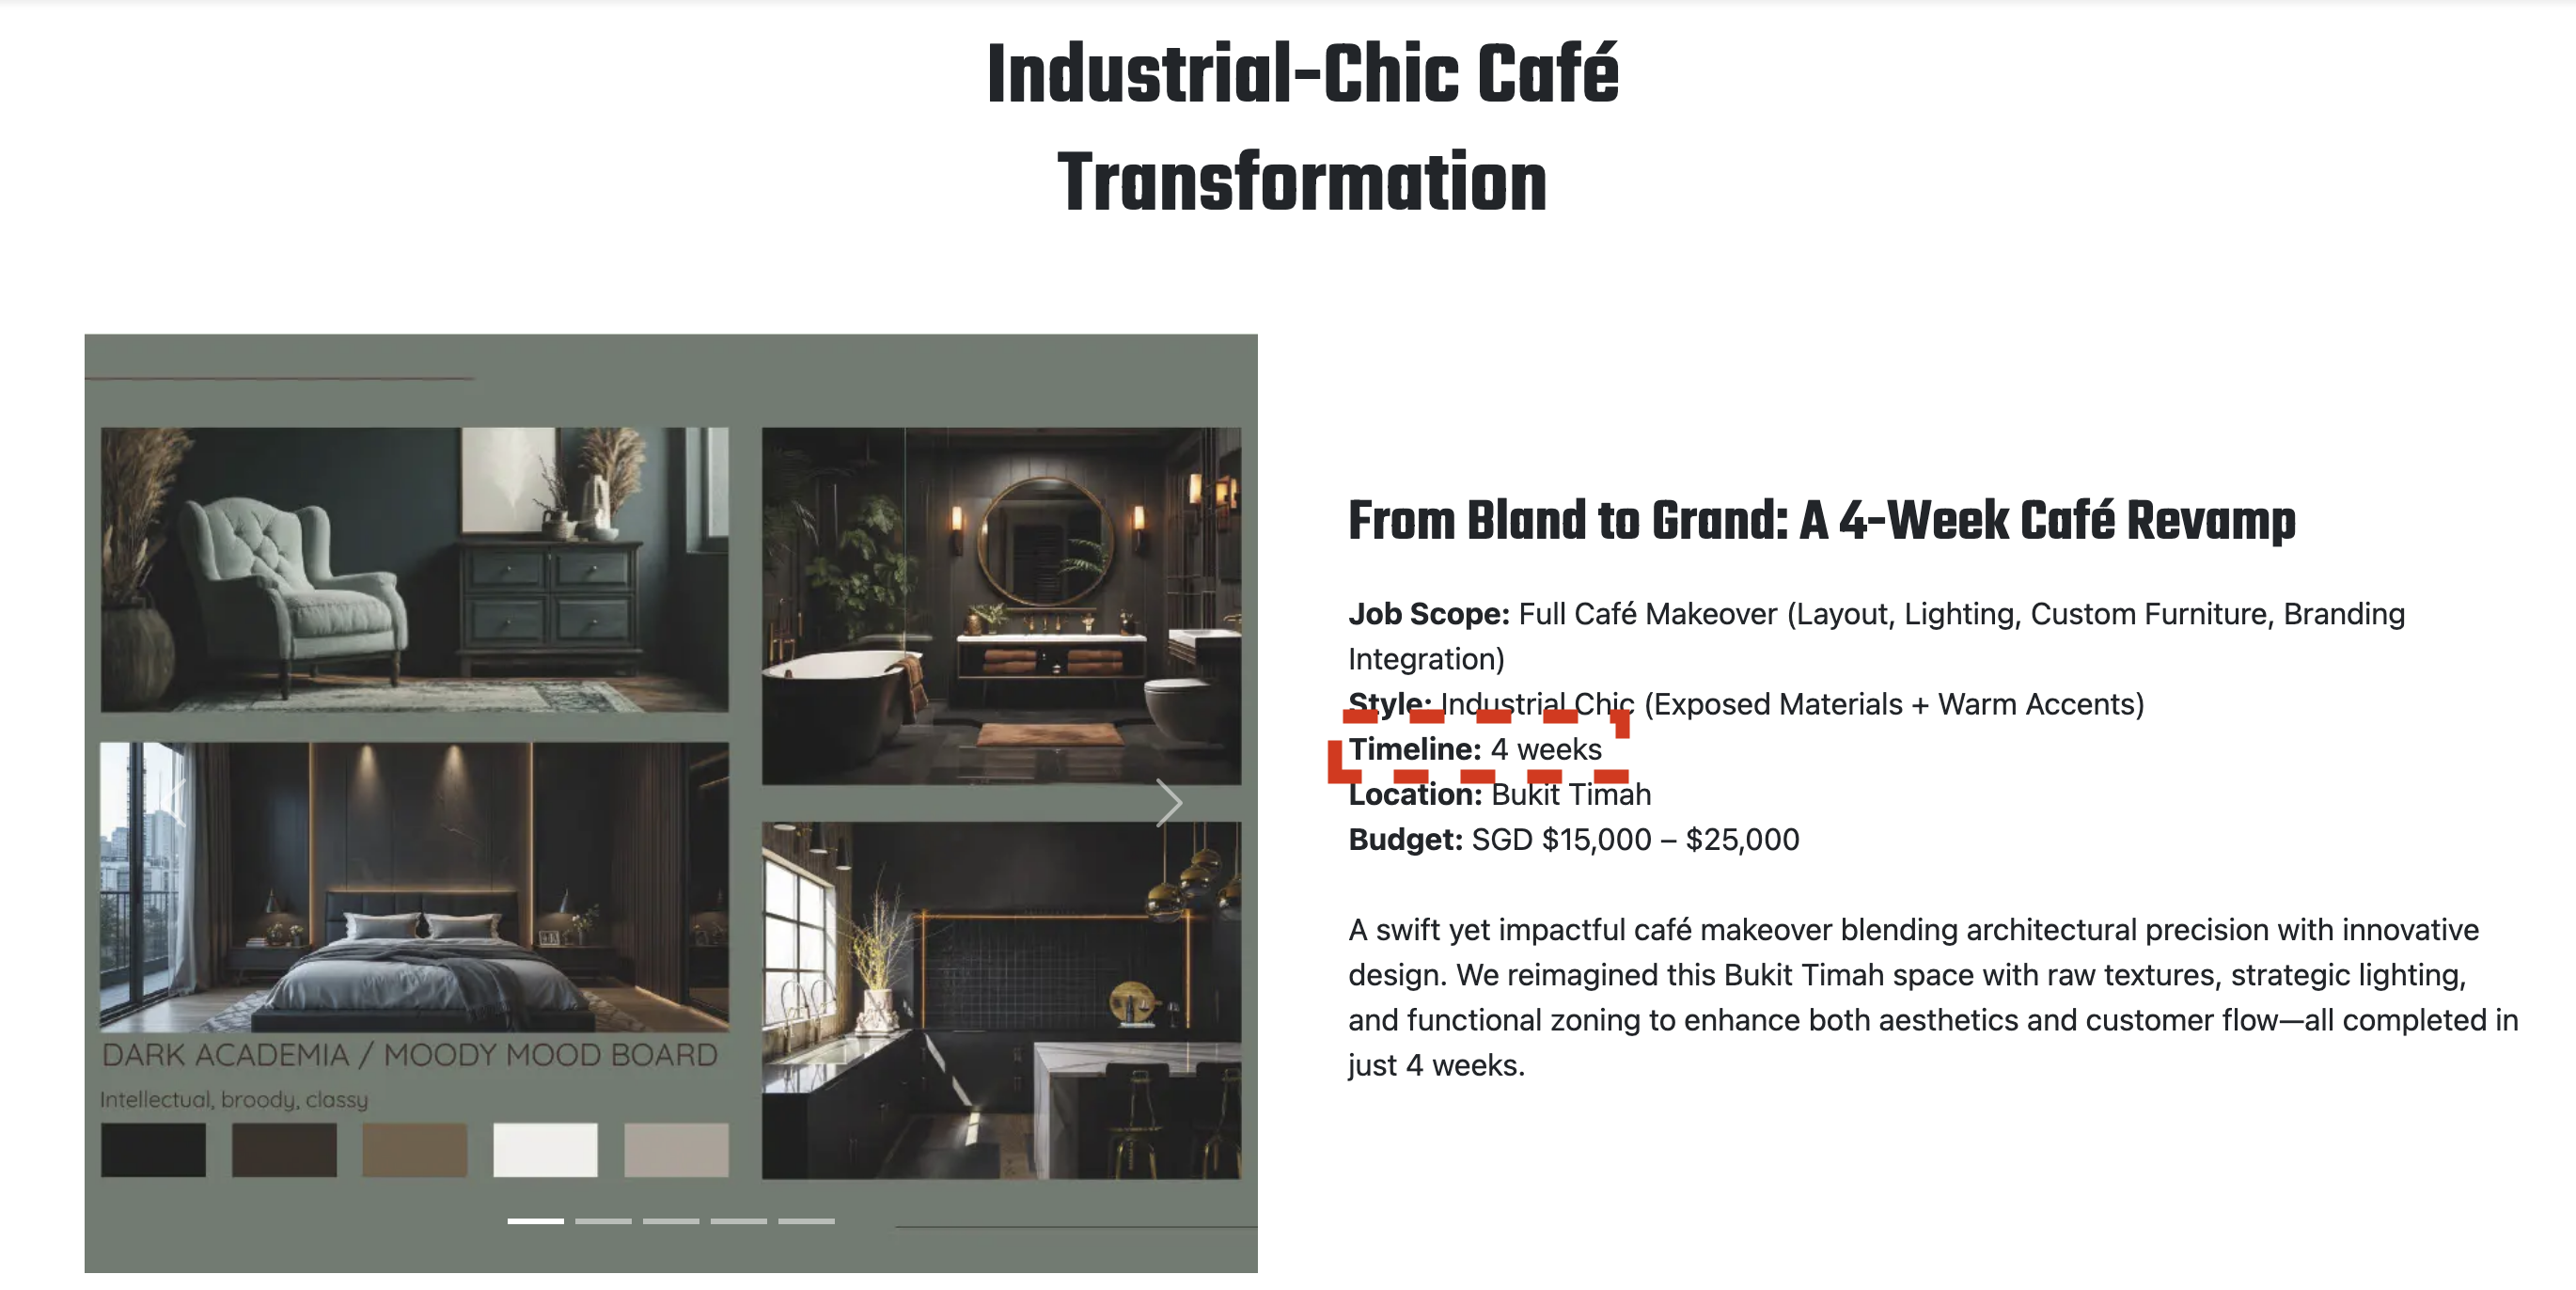 Industrial-Chic Café
Transformation
DARK ACADEMIA / MOODY MOOD BOARD
Intellectual, broody, classy
From Bland to Grand: A 4-Week Café Revamp
Job Scope: Full Café Makeover (Layout, Lighting, Custom Furniture, Branding
Integration)
Style: Industrial Chic (Exposed Materials + Warm Accents)
Timeline: 4 weeks
Location: Bukit Timah
Budget: SGD $15,000 – $25,000
A swift yet impactful café makeover blending architectural precision with innovative
design. We reimagined this Bukit Timah space with raw textures, strategic lighting,
and functional zoning to enhance both aesthetics and customer flow—all completed in
just 4 weeks.